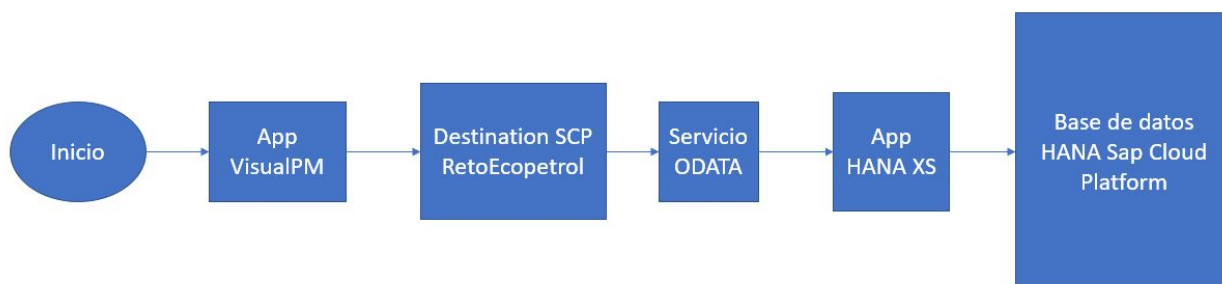 Inicio
App
VisualPM
Destination SCP
RetoEcopetrol
Servicio
ODATA
App
HANA XS
Base de datos
HANA Sap Cloud
Platform